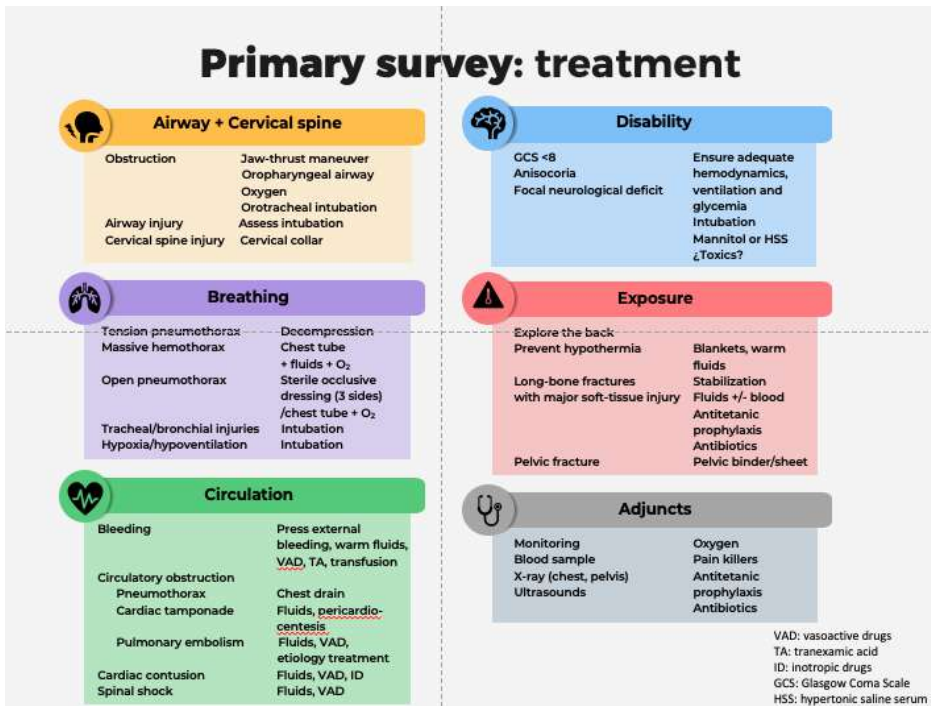 Primary survey: treatment
Airway + Cervical spine
Obstruction Jaw-thrust maneuver
Oropharyngeal airway
Oxygen
Orotracheal intubation
Airway injury Assess intubation
Cervical spine injury Cervical collar
Breathing
Tension pneumothorax Decompression
Massive hemothorax Chest tube
+ fluids + O₂
Open pneumothorax Sterile occlusive
dressing (3 sides)
/chest tube + O₂
Tracheal/bronchial injuries Intubation
Hypoxia/hypoventilation Intubation
Circulation
Bleeding Press external
bleeding, warm fluids,
VAD, TA, transfusion
Circulatory obstruction
Pneumothorax Chest drain
Cardiac tamponade Fluids, pericardio-
centesis
Pulmonary embolism Fluids, VAD,
etiology treatment
Cardiac contusion Fluids, VAD, ID
Spinal shock Fluids, VAD
Disability
GCS <8 Ensure adequate
Anisocoria hemodynamics,
Focal neurological deficit ventilation and
glycemia
Intubation
Mannitol or HSS
¿Toxics?
Exposure
Explore the back
Prevent hypothermia Blankets, warm
fluids
Long-bone fractures Stabilization
with major soft-tissue injury Fluids +/- blood
Antitetanic
prophylaxis
Antibiotics
Pelvic fracture Pelvic binder/sheet
Adjuncts
Monitoring Oxygen
Blood sample Pain killers
X-ray (chest, pelvis) Antitetanic
Ultrasounds prophylaxis
Antibiotics
VAD: vasoactive drugs
TA: tranexamic acid
ID: inotropic drugs
GCS: Glasgow Coma Scale
HSS: hypertonic saline serum